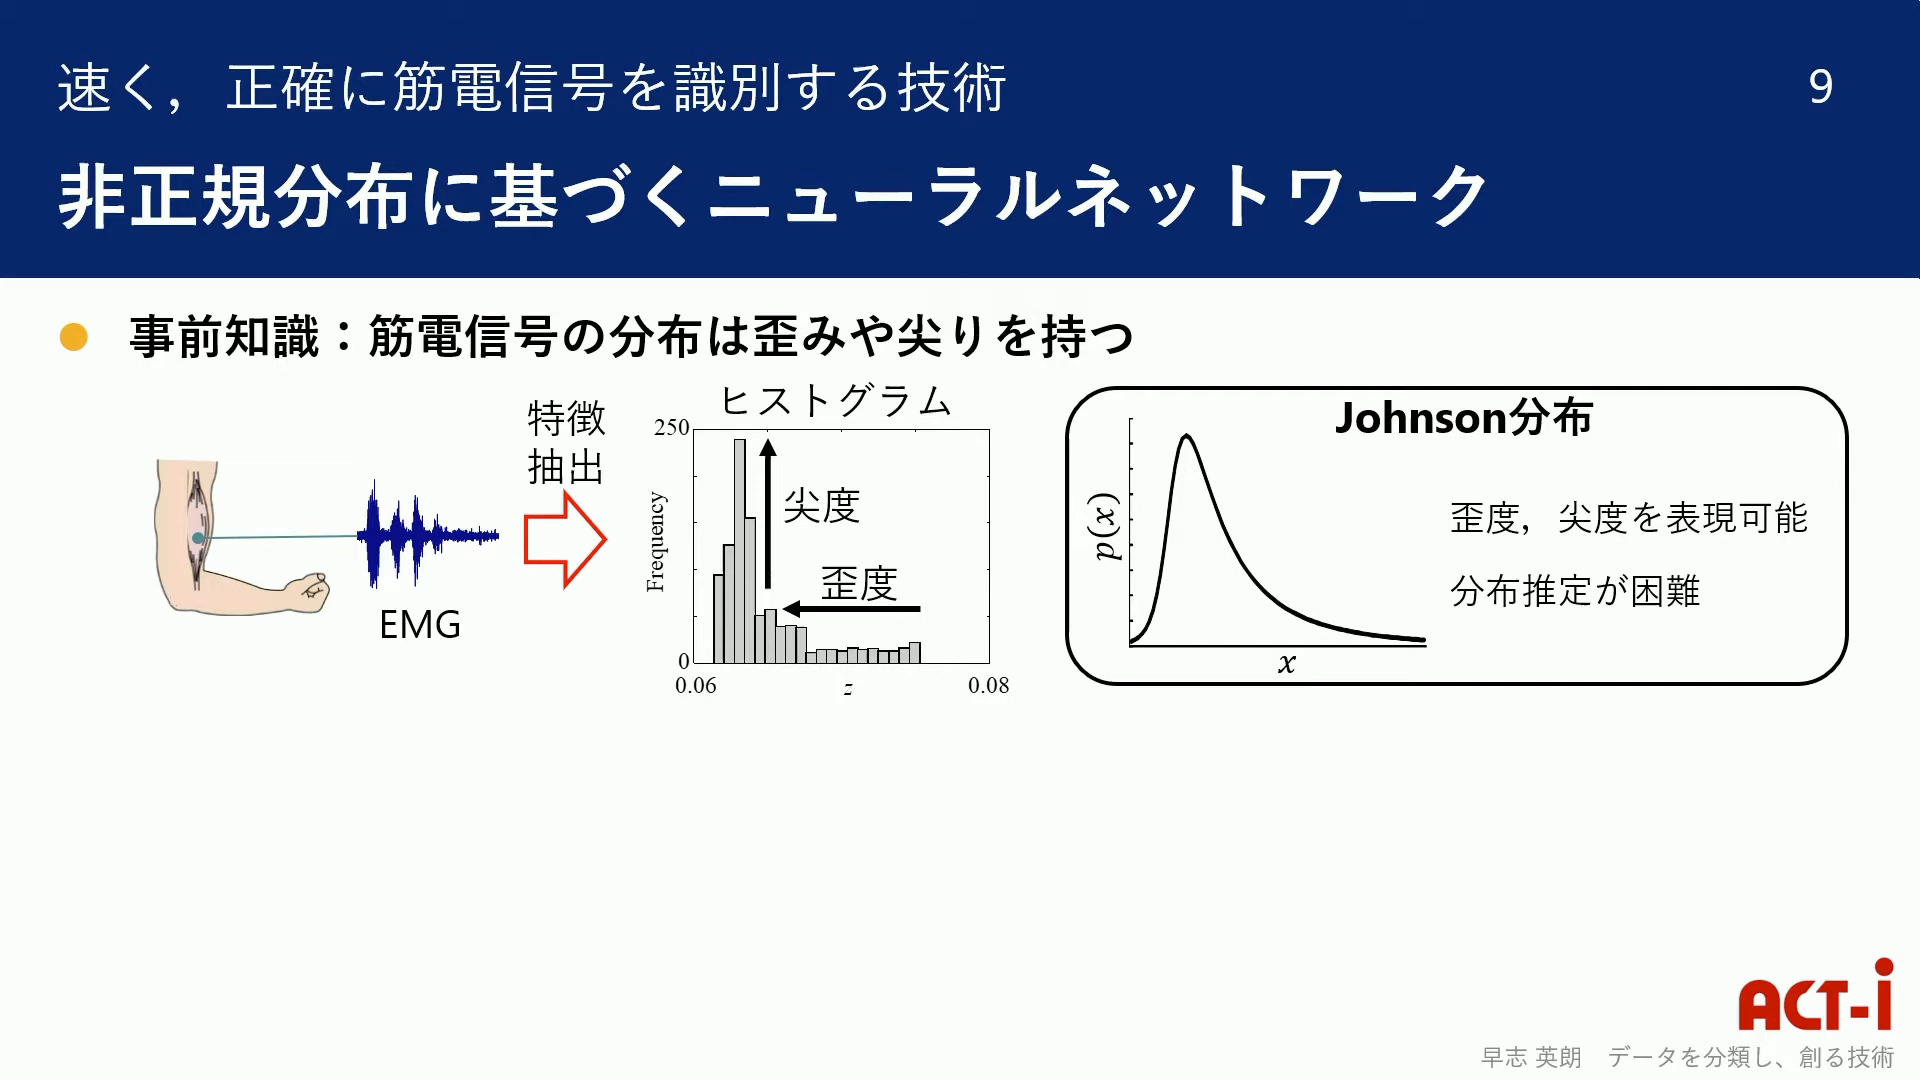 速く，正確に筋電信号を識別する技術
9
非正規分布に基づくニューラルネットワーク
事前知識：筋電信号の分布は歪みや尖りを持つ
特徴
抽出
EMG
ヒストグラム
250
Frequency
0
0.06
z
0.08
尖度
歪度
Johnson分布
p(x)
x
歪度，尖度を表現可能
分布推定が困難
ACT-i
早志 英朗　データを分類し、創る技術